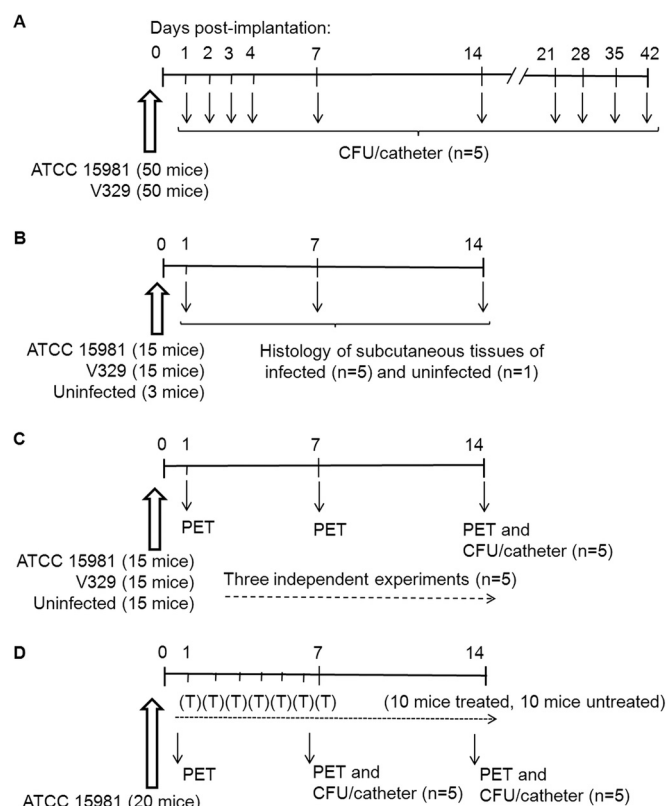 A
Days post-implantation:
0 1 2 3 4 7 14 21 28 35 42
CFU/catheter (n=5)
ATCC 15981 (50 mice)
V329 (50 mice)
B
0 1 7 14
ATCC 15981 (15 mice)
V329 (15 mice)
Uninfected (3 mice)
Histology of subcutaneous tissues of
infected (n=5) and uninfected (n=1)
C
0 1 7 14
PET
PET
PET and
CFU/catheter (n=5)
ATCC 15981 (15 mice)
V329 (15 mice)
Uninfected (15 mice)
Three independent experiments (n=5)
D
0 1 7 14
(T)(T)(T)(T)(T)(T)(T)
(10 mice treated, 10 mice untreated)
PET
PET and
CFU/catheter (n=5)
PET and
CFU/catheter (n=5)
ATCC 15981 (20 mice)